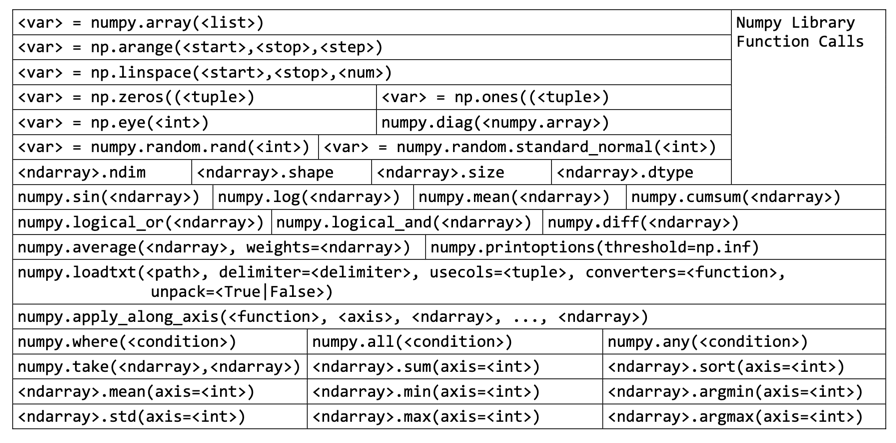 <var> = numpy.array(<list>)
Numpy Library
Function Calls
<var> = np.arange(<start>,<stop>,<step>)
<var> = np.linspace(<start>,<stop>,<num>)
<var> = np.zeros((<tuple>) <var> = np.ones((<tuple>)
<var> = np.eye(<int>) numpy.diag(<numpy.array>)
<var> = numpy.random.rand(<int>) <var> = numpy.random.standard_normal(<int>)
<ndarray>.ndim <ndarray>.shape <ndarray>.size <ndarray>.dtype
numpy.sin(<ndarray>) numpy.log(<ndarray>) numpy.mean(<ndarray>) numpy.cumsum(<ndarray>)
numpy.logical_or(<ndarray>) numpy.logical_and(<ndarray>) numpy.diff(<ndarray>)
numpy.average(<ndarray>, weights=<ndarray>) numpy.printoptions(threshold=np.inf)
numpy.loadtxt(<path>, delimiter=<delimiter>, usecols=<tuple>, converters=<function>,
unpack=<True|False>)
numpy.apply_along_axis(<function>, <axis>, <ndarray>, ..., <ndarray>)
numpy.where(<condition>) numpy.all(<condition>) numpy.any(<condition>)
numpy.take(<ndarray>,<ndarray>) <ndarray>.sum(axis=<int>) <ndarray>.sort(axis=<int>)
<ndarray>.mean(axis=<int>) <ndarray>.min(axis=<int>) <ndarray>.argmin(axis=<int>)
<ndarray>.std(axis=<int>) <ndarray>.max(axis=<int>) <ndarray>.argmax(axis=<int>)